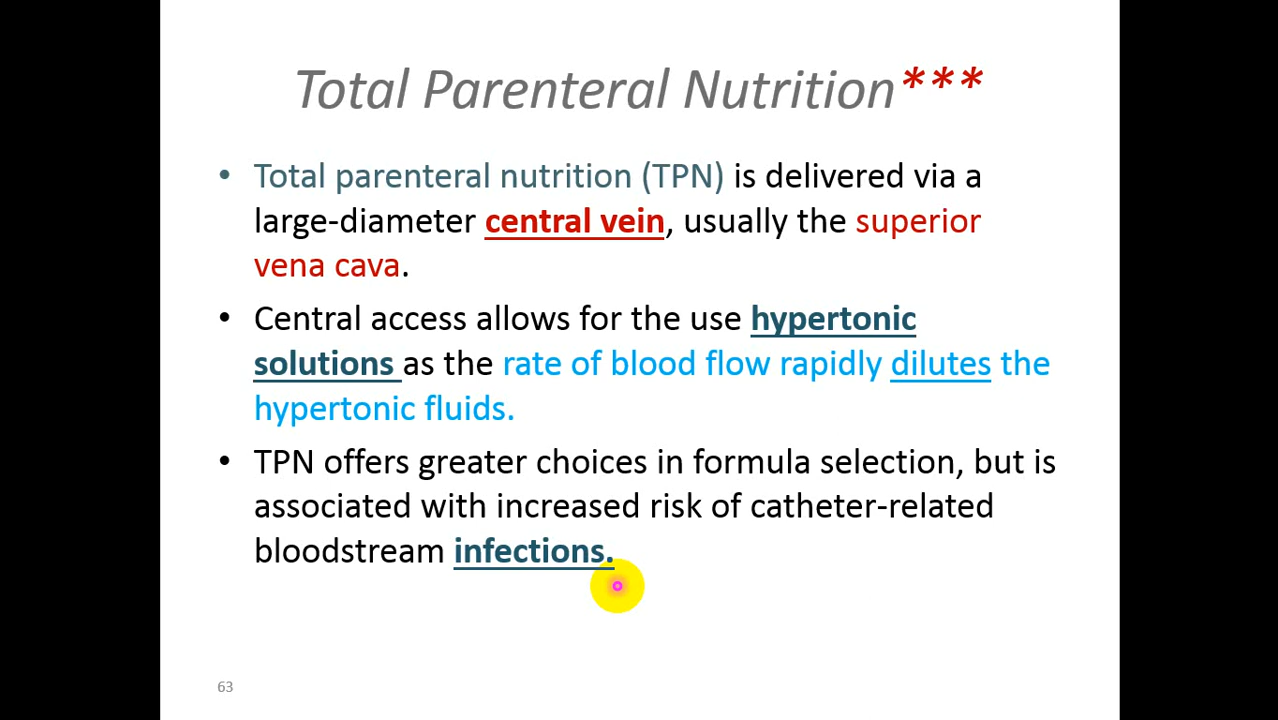 Total Parenteral Nutrition***
• Total parenteral nutrition (TPN) is delivered via a
large-diameter central vein, usually the superior
vena cava.
• Central access allows for the use hypertonic
solutions as the rate of blood flow rapidly dilutes the
hypertonic fluids.
• TPN offers greater choices in formula selection, but is
associated with increased risk of catheter-related
bloodstream infections.
63